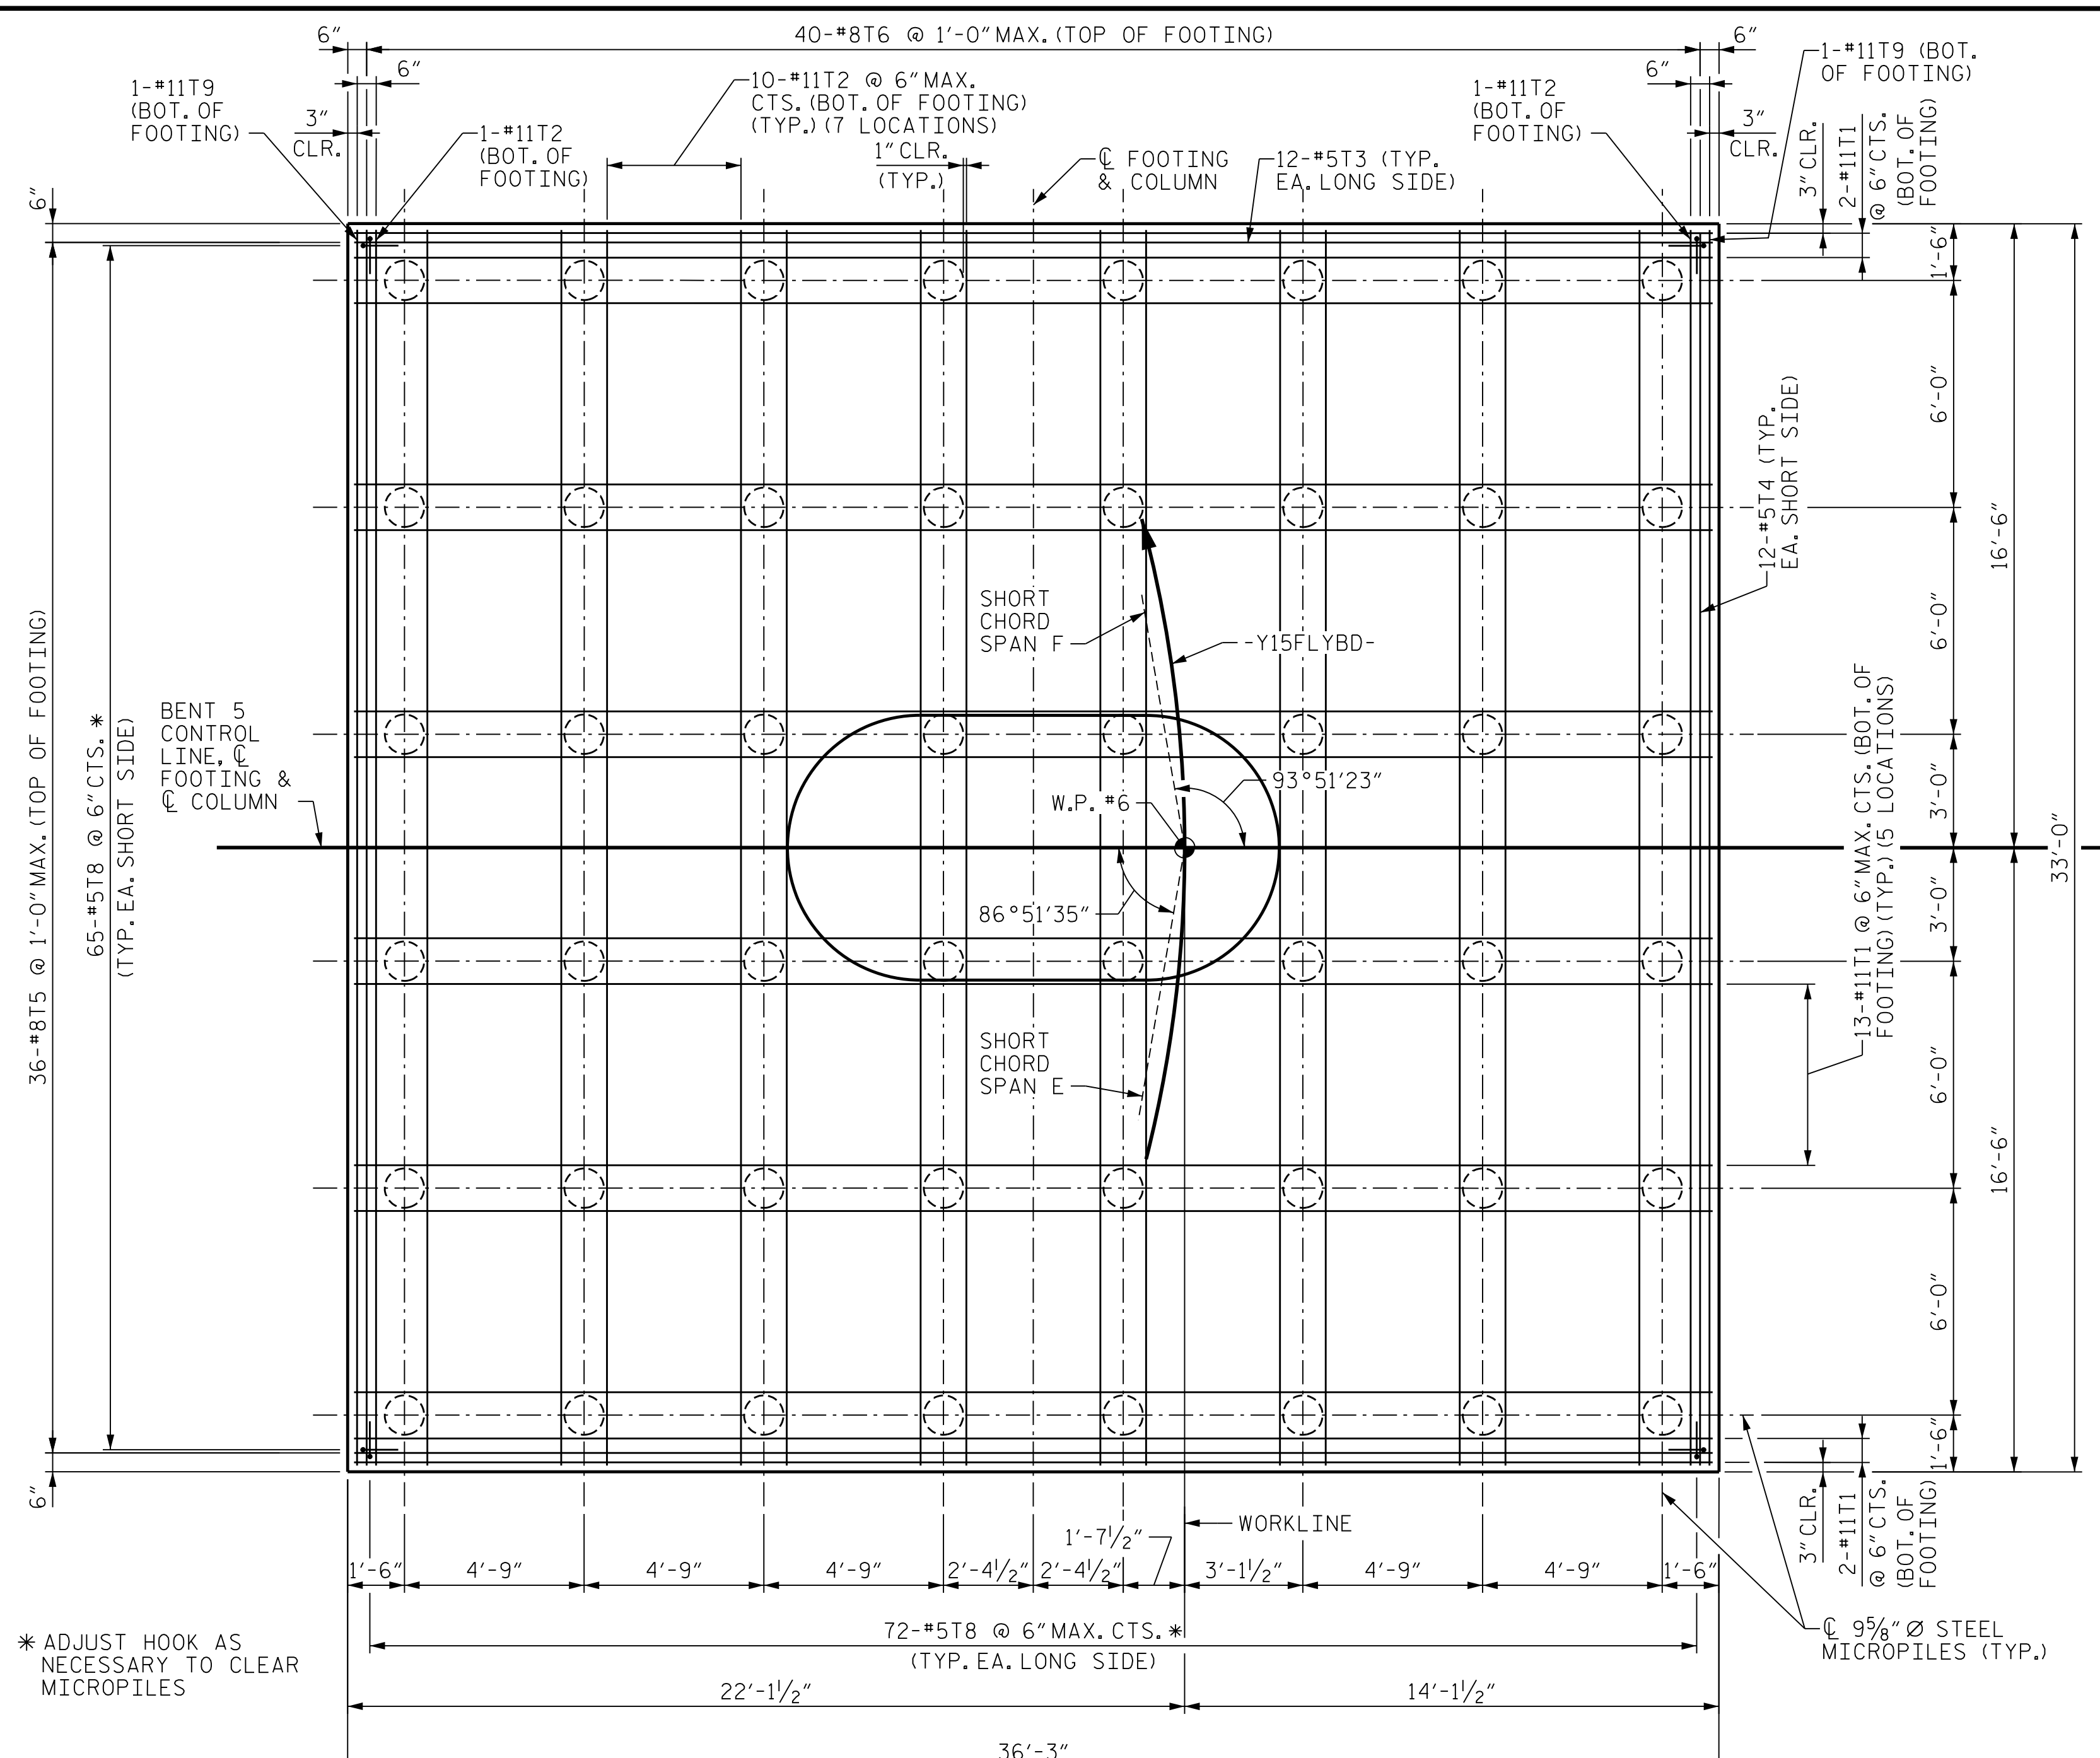 6"
40-#8T6 @ 1'-0" MAX. (TOP OF FOOTING)
6"
1-#11T9
(BOT. OF
FOOTING)
6"
3"
CLR.
1-#11T2
(BOT. OF
FOOTING)
10-#11T2 @ 6" MAX.
CTS. (BOT. OF FOOTING)
(TYP.) (7 LOCATIONS)
1" CLR.
(TYP.)
℄ FOOTING
& COLUMN
12-#5T3 (TYP.
EA. LONG SIDE)
1-#11T2
(BOT. OF
FOOTING)
6"
1-#11T9 (BOT.
OF FOOTING)
3"
CLR.
3" CLR.
2-#11T1
@ 6" CTS.
(BOT. OF
FOOTING)
6"
36-#8T5 @ 1'-0" MAX. (TOP OF FOOTING)
65-#5T8 @ 6" CTS. *
(TYP. EA. SHORT SIDE)
6"
BENT 5
CONTROL
LINE, ℄
FOOTING &
℄ COLUMN
SHORT
CHORD
SPAN F
-Y15FLYBD-
W.P. #6
93°51'23"
86°51'35"
SHORT
CHORD
SPAN E
12-#5T4 (TYP.
EA. SHORT SIDE)
13-#11T1 @ 6" MAX. CTS. (BOT. OF
FOOTING) (TYP.) (5 LOCATIONS)
1'-6"
6'-0"
6'-0"
3'-0"
3'-0"
6'-0"
6'-0"
1'-6"
16'-6"
16'-6"
33'-0"
3" CLR.
2-#11T1
@ 6" CTS.
(BOT. OF
FOOTING)
WORKLINE
1'-7½"
1'-6"
4'-9"
4'-9"
4'-9"
2'-4½"
2'-4½"
3'-1½"
4'-9"
4'-9"
1'-6"
72-#5T8 @ 6" MAX. CTS. *
(TYP. EA. LONG SIDE)
℄ 9⅝" Ø STEEL
MICROPILES (TYP.)
* ADJUST HOOK AS
NECESSARY TO CLEAR
MICROPILES
22'-1½"
14'-1½"
36'-3"